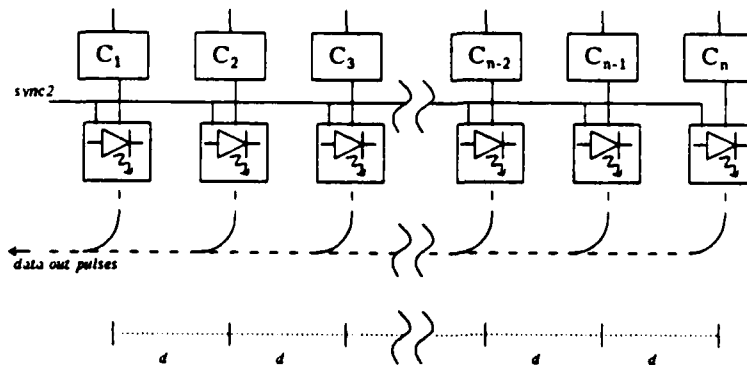 C1 C2 C3 Cn-2 Cn-1 Cn
sync2
data out pulses
d d d d